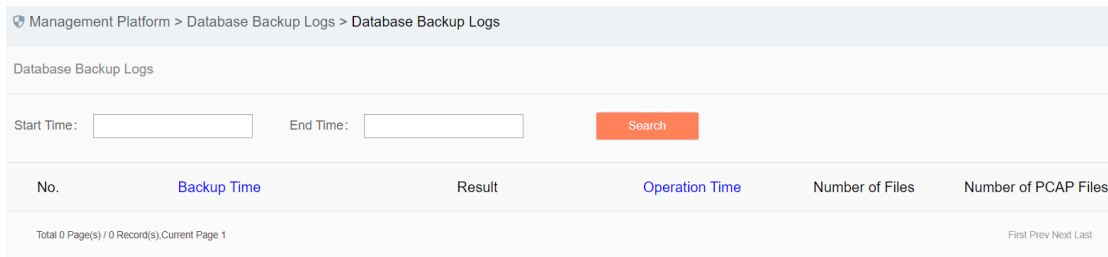 Management Platform > Database Backup Logs > Database Backup Logs
Database Backup Logs
Start Time: End Time: Search
No. Backup Time Result Operation Time Number of Files Number of PCAP Files
Total 0 Page(s) / 0 Record(s),Current Page 1 First Prev Next Last